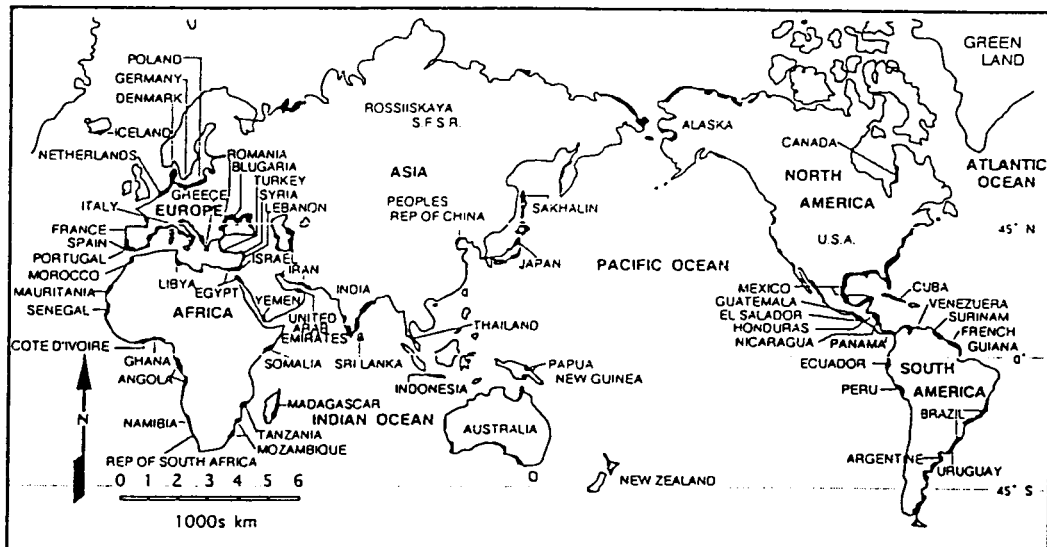 POLAND
GERMANY
DENMARK
ICELAND
NETHERLANDS
ROMANIA
BLUGARIA
TURKEY
SYRIA
LEBANON
GREECE
EUROPE
ITALY
FRANCE
SPAIN
PORTUGAL
MOROCCO
MAURITANIA
SENEGAL
LIBYA
EGYPT
ISRAEL
IRAN
YEMEN
INDIA
AFRICA
UNITED
ARAB
EMIRATES
COTE D'IVOIRE
GHANA
ANGOLA
SOMALIA
SRI LANKA
THAILAND
INDONESIA
PAPUA
NEW GUINEA
NAMIBIA
MADAGASCAR
INDIAN OCEAN
TANZANIA
MOZAMBIQUE
REP OF SOUTH AFRICA
AUSTRALIA
NEW ZEALAND
ROSSIISKAYA
S.F.S.R.
ASIA
PEOPLES
REP OF CHINA
SAKHALIN
JAPAN
PACIFIC OCEAN
ALASKA
CANADA
NORTH
AMERICA
U.S.A.
GREEN
LAND
ATLANTIC
OCEAN
45° N
MEXICO
GUATEMALA
EL SALADOR
HONDURAS
NICARAGUA
PANAMA
CUBA
VENEZUERA
SURINAM
FRENCH
GUIANA
0°
ECUADOR
SOUTH
AMERICA
PERU
BRAZIL
ARGENTINE
URUGUAY
45° S
N
0 1 2 3 4 5 6
1000s km